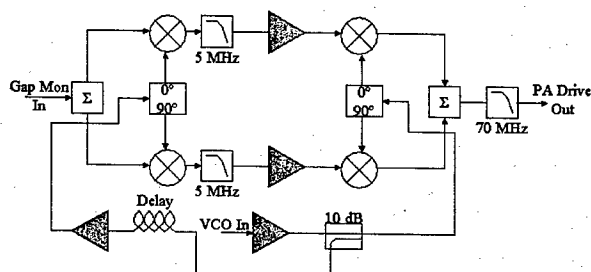 5 MHz
Gap Mon
In
Σ
0°
90°
0°
90°
Σ
PA Drive
Out
70 MHz
5 MHz
Delay
VCO In
10 dB